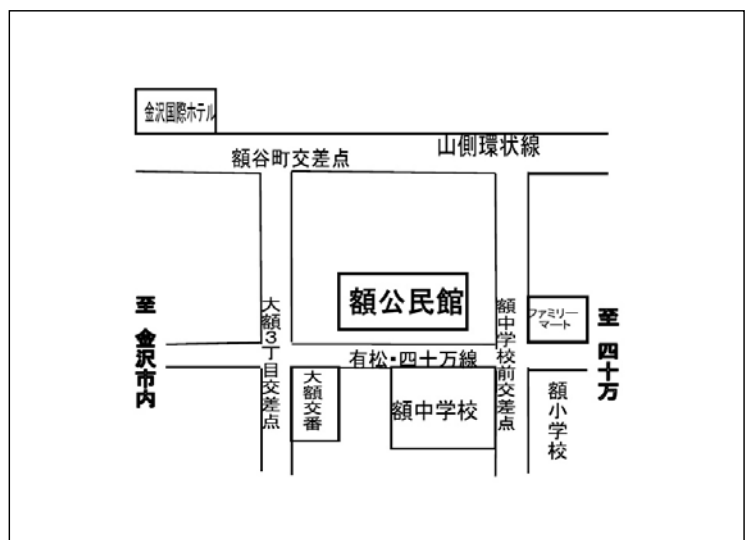 金沢国際ホテル
山側環状線
額谷町交差点
額公民館
至 金沢市内
大額3丁目交差点
額中学校前交差点
ファミリー
マート
至 四十万
有松・四十万線
大額交番
額中学校
額小学校